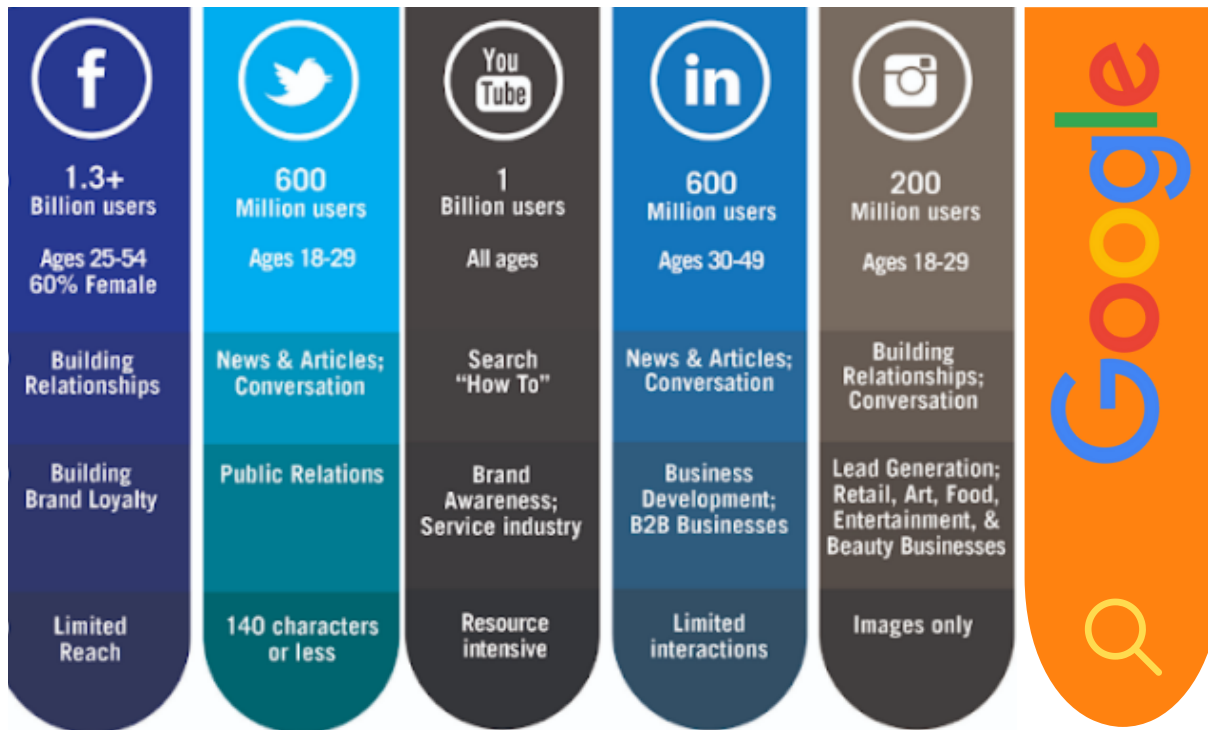 f
1.3+
Billion users
Ages 25-54
60% Female
Building
Relationships
Building
Brand Loyalty
Limited
Reach
600
Million users
Ages 18-29
News & Articles;
Conversation
Public Relations
140 characters
or less
You
Tube
1
Billion users
All ages
Search
“How To”
Brand
Awareness;
Service industry
Resource
intensive
in
600
Million users
Ages 30-49
News & Articles;
Conversation
Business
Development;
B2B Businesses
Limited
interactions
200
Million users
Ages 18-29
Building
Relationships;
Conversation
Lead Generation;
Retail, Art, Food,
Entertainment, &
Beauty Businesses
Images only
Google